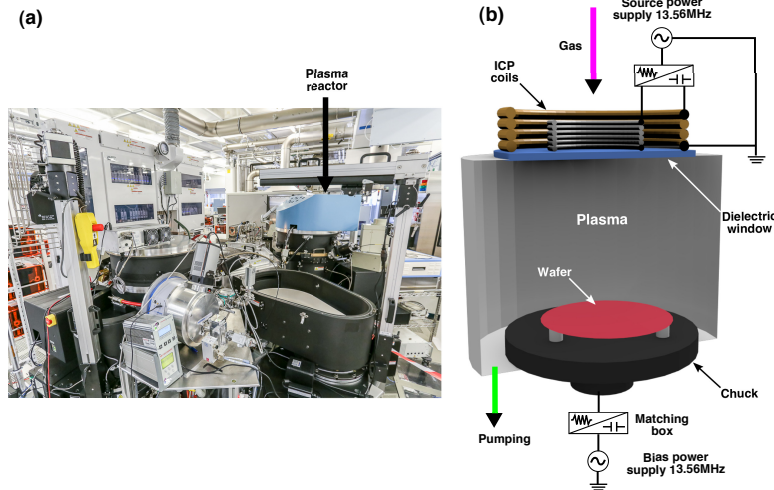 (a)
Plasma
reactor
(b)
Source power
supply 13.56MHz
Gas
ICP
coils
Plasma
Dielectric
window
Wafer
Chuck
Matching
box
Pumping
Bias power
supply 13.56MHz